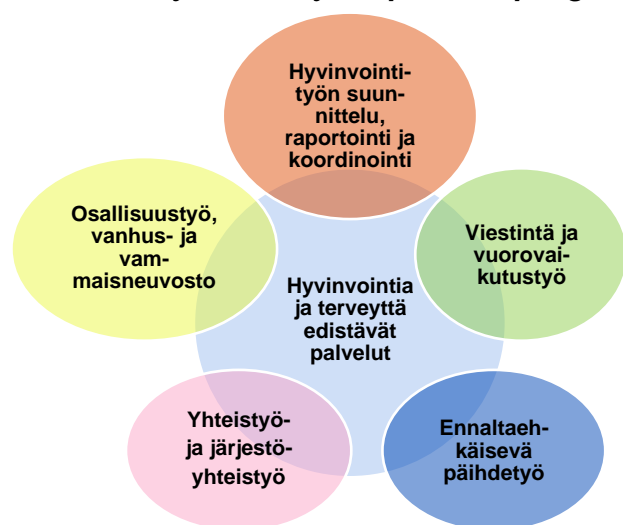 Hyvinvointi-
työn suun-
nittelu,
raportointi ja
koordinointi
Osallisuustyö,
vanhus- ja
vam-
maisneuvosto
Viestintä ja
vuorovai-
kutustyö
Hyvinvointia
ja terveyttä
edistävät
palvelut
Yhteistyö-
ja järjestö-
yhteistyö
Ennaltaeh-
käisevä
päihdetyö